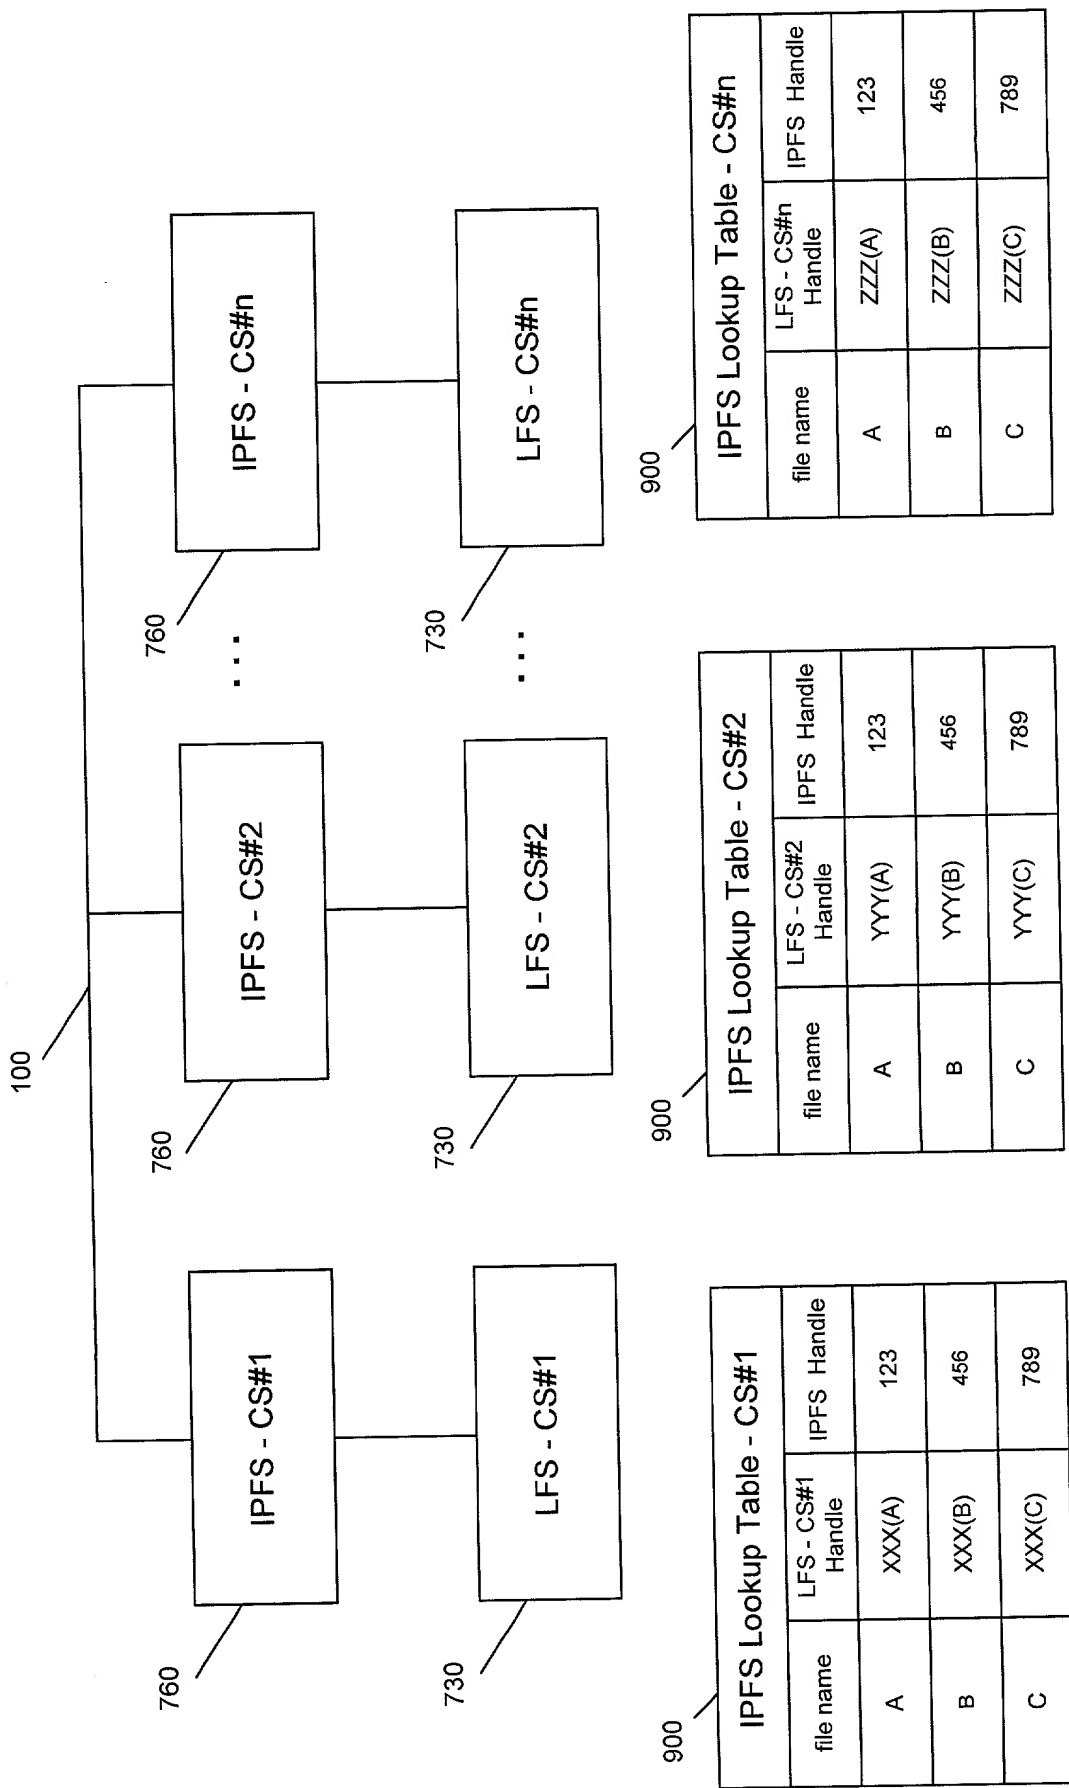 100
760
IPFS - CS#1
760
IPFS - CS#2
...
760
IPFS - CS#n
730
LFS - CS#1
730
LFS - CS#2
...
730
LFS - CS#n
900
IPFS Lookup Table - CS#1
file name
LFS - CS#1
Handle
IPFS Handle
A
XXX(A)
123
B
XXX(B)
456
C
XXX(C)
789
900
IPFS Lookup Table - CS#2
file name
LFS - CS#2
Handle
IPFS Handle
A
YYY(A)
123
B
YYY(B)
456
C
YYY(C)
789
900
IPFS Lookup Table - CS#n
file name
LFS - CS#n
Handle
IPFS Handle
A
ZZZ(A)
123
B
ZZZ(B)
456
C
ZZZ(C)
789